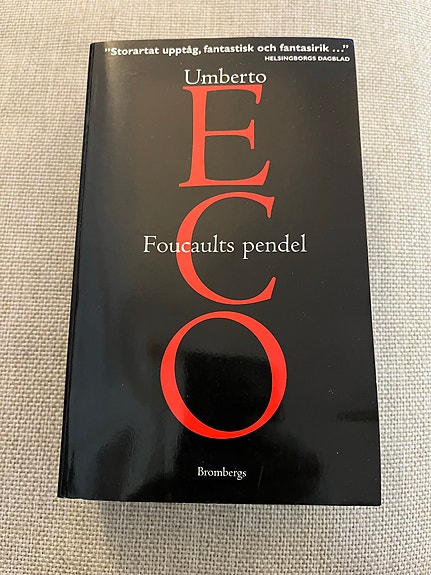 "Storartat upptåg, fantastisk och fantasirik ..."
HELSINGBORGS DAGBLAD
Umberto
ECO
Foucaults pendel
Brombergs